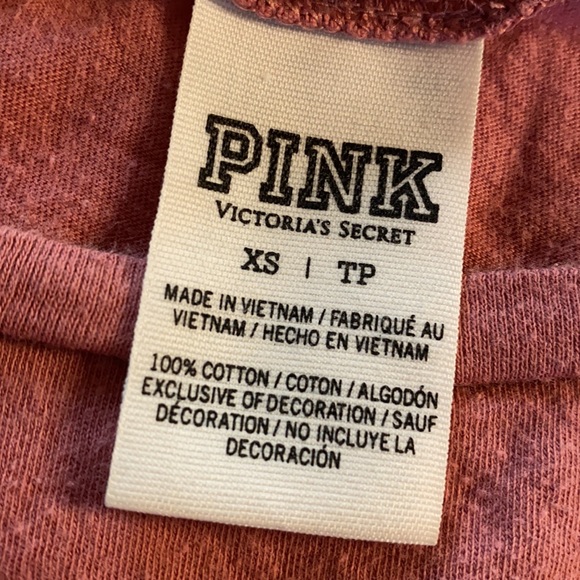 PINK
VICTORIA'S SECRET
XS | TP
MADE IN VIETNAM / FABRIQUÉ AU
VIETNAM / HECHO EN VIETNAM
100% COTTON / COTON / ALGODÓN
EXCLUSIVE OF DECORATION / SAUF
DÉCORATION / NO INCLUYE LA
DECORACIÓN